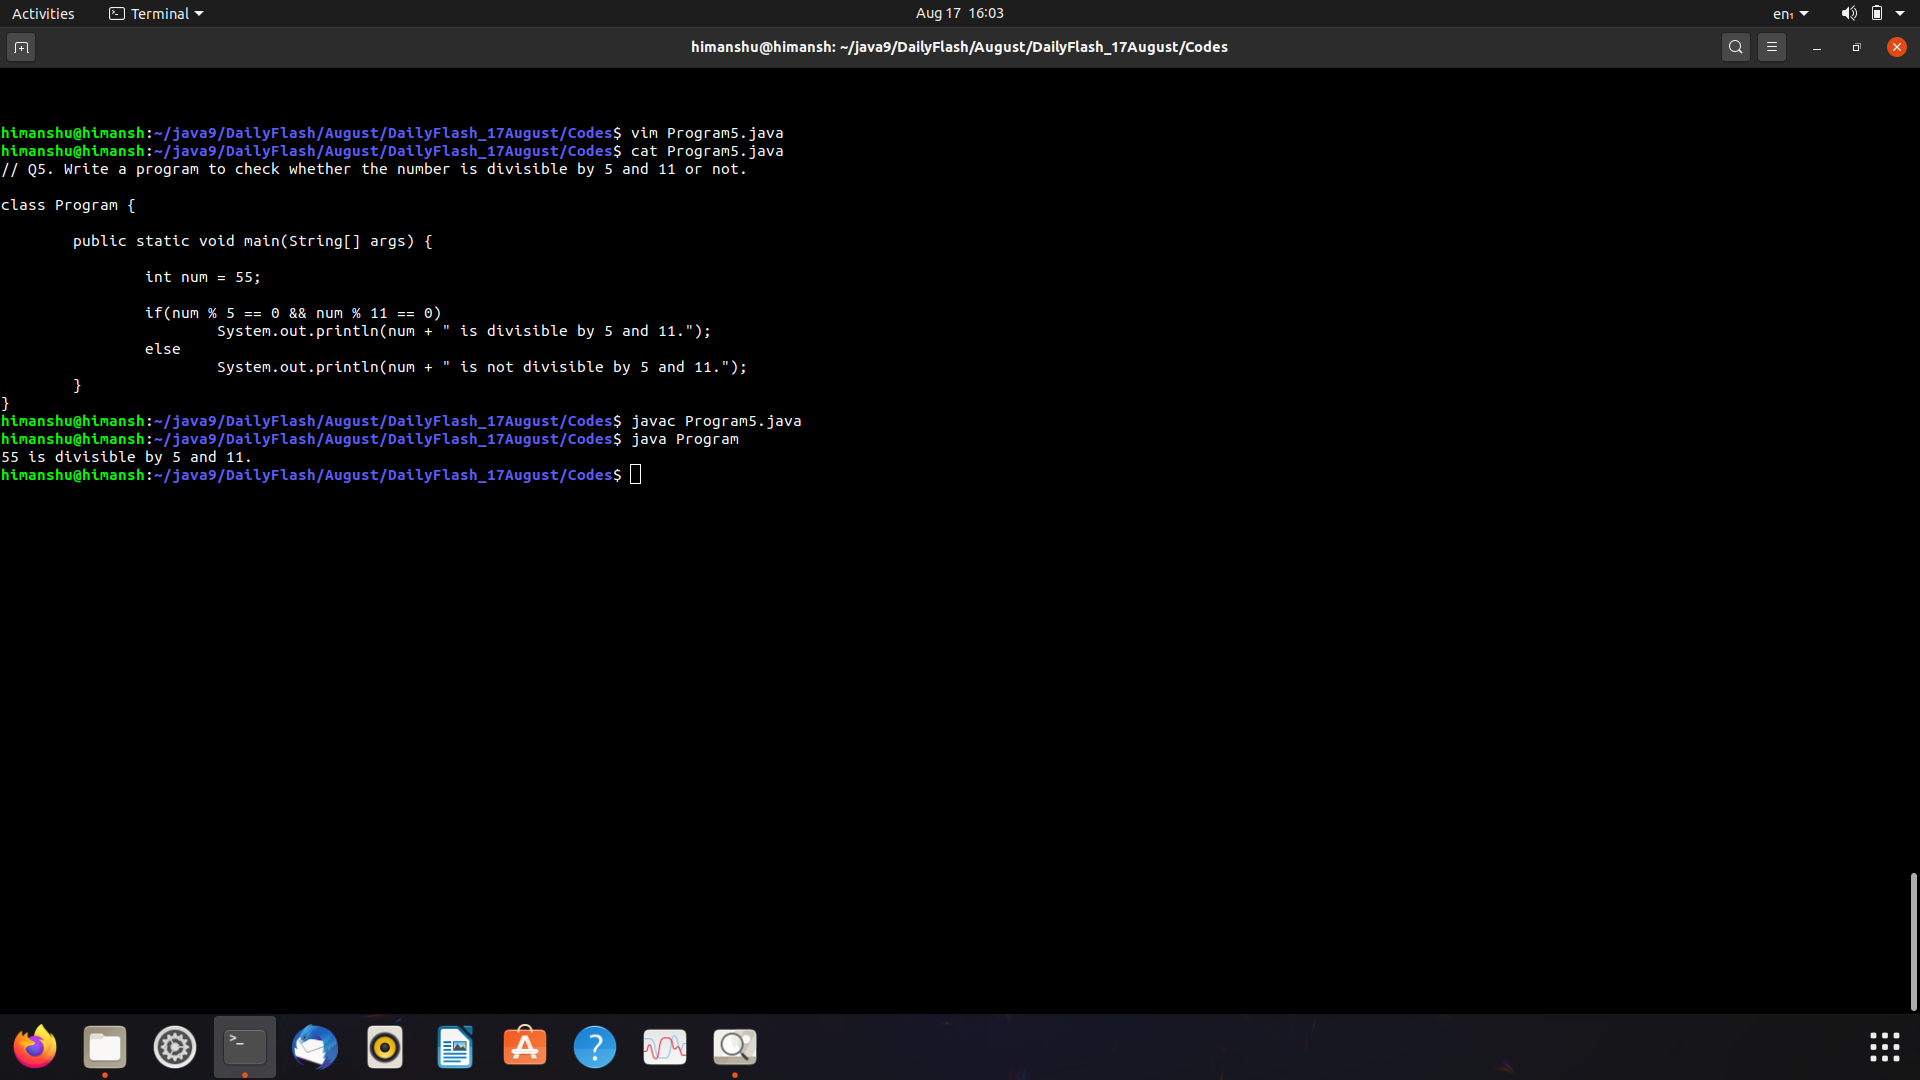 Activities Terminal Aug 17 16:03 en₁
himanshu@himansh: ~/java9/DailyFlash/August/DailyFlash_17August/Codes
himanshu@himansh:~/java9/DailyFlash/August/DailyFlash_17August/Codes$ vim Program5.java
himanshu@himansh:~/java9/DailyFlash/August/DailyFlash_17August/Codes$ cat Program5.java
// Q5. Write a program to check whether the number is divisible by 5 and 11 or not.

class Program {

        public static void main(String[] args) {

                int num = 55;

                if(num % 5 == 0 && num % 11 == 0)
                        System.out.println(num + " is divisible by 5 and 11.");
                else
                        System.out.println(num + " is not divisible by 5 and 11.");
        }
}
himanshu@himansh:~/java9/DailyFlash/August/DailyFlash_17August/Codes$ javac Program5.java
himanshu@himansh:~/java9/DailyFlash/August/DailyFlash_17August/Codes$ java Program
55 is divisible by 5 and 11.
himanshu@himansh:~/java9/DailyFlash/August/DailyFlash_17August/Codes$